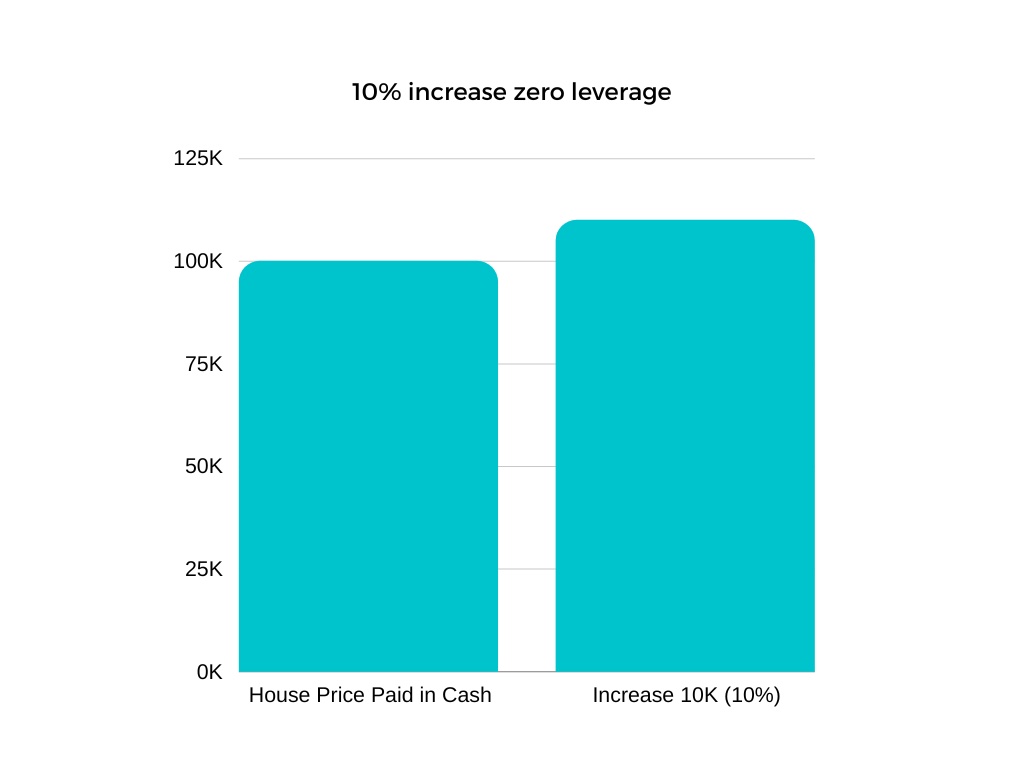 10% increase zero leverage
125K
100K
75K
50K
25K
0K
House Price Paid in Cash
Increase 10K (10%)